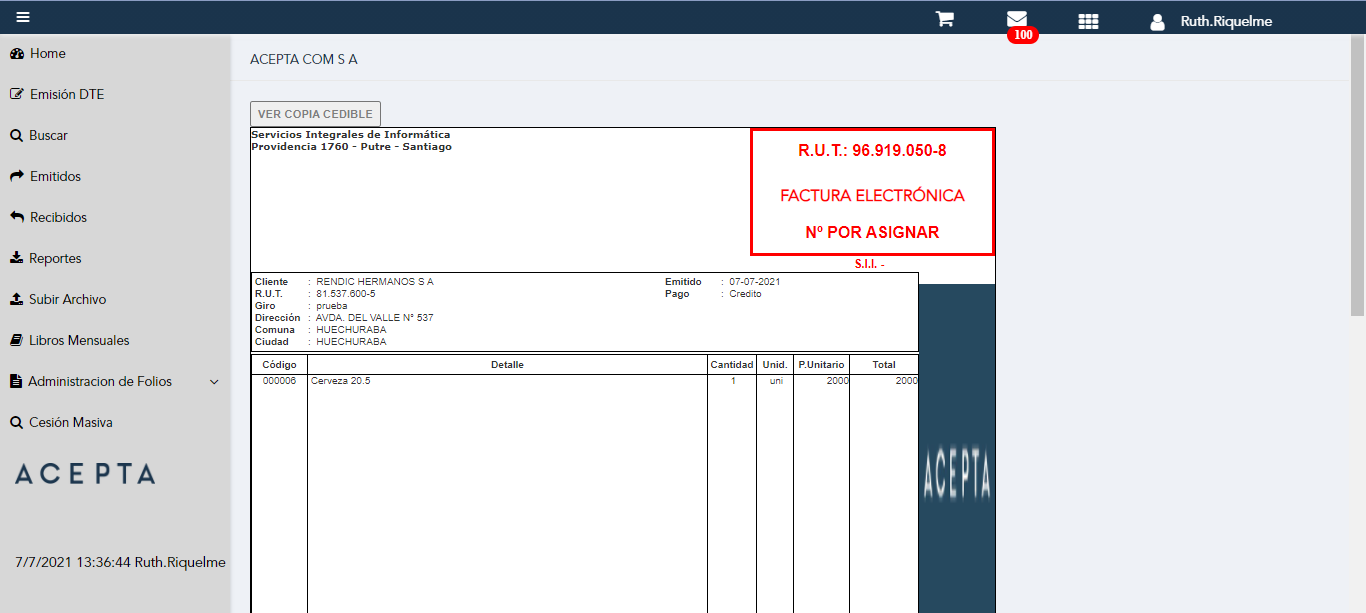 Ruth.Riquelme
100
Home
Emisión DTE
Buscar
Emitidos
Recibidos
Reportes
Subir Archivo
Libros Mensuales
Administracion de Folios
Cesión Masiva
ACEPTA
7/7/2021 13:36:44 Ruth.Riquelme
ACEPTA COM S A
VER COPIA CEDIBLE
Servicios Integrales de Informática
Providencia 1760 - Putre - Santiago
R.U.T.: 96.919.050-8
FACTURA ELECTRÓNICA
Nº POR ASIGNAR
S.I.I. -
Cliente : RENDIC HERMANOS S A Emitido : 07-07-2021
R.U.T. : 81.537.600-5 Pago : Credito
Giro : prueba
Dirección : AVDA. DEL VALLE N° 537
Comuna : HUECHURABA
Ciudad : HUECHURABA
Código Detalle Cantidad Unid. P.Unitario Total
000006 Cerveza 20.5 1 uni 2000 2000
ACEPTA